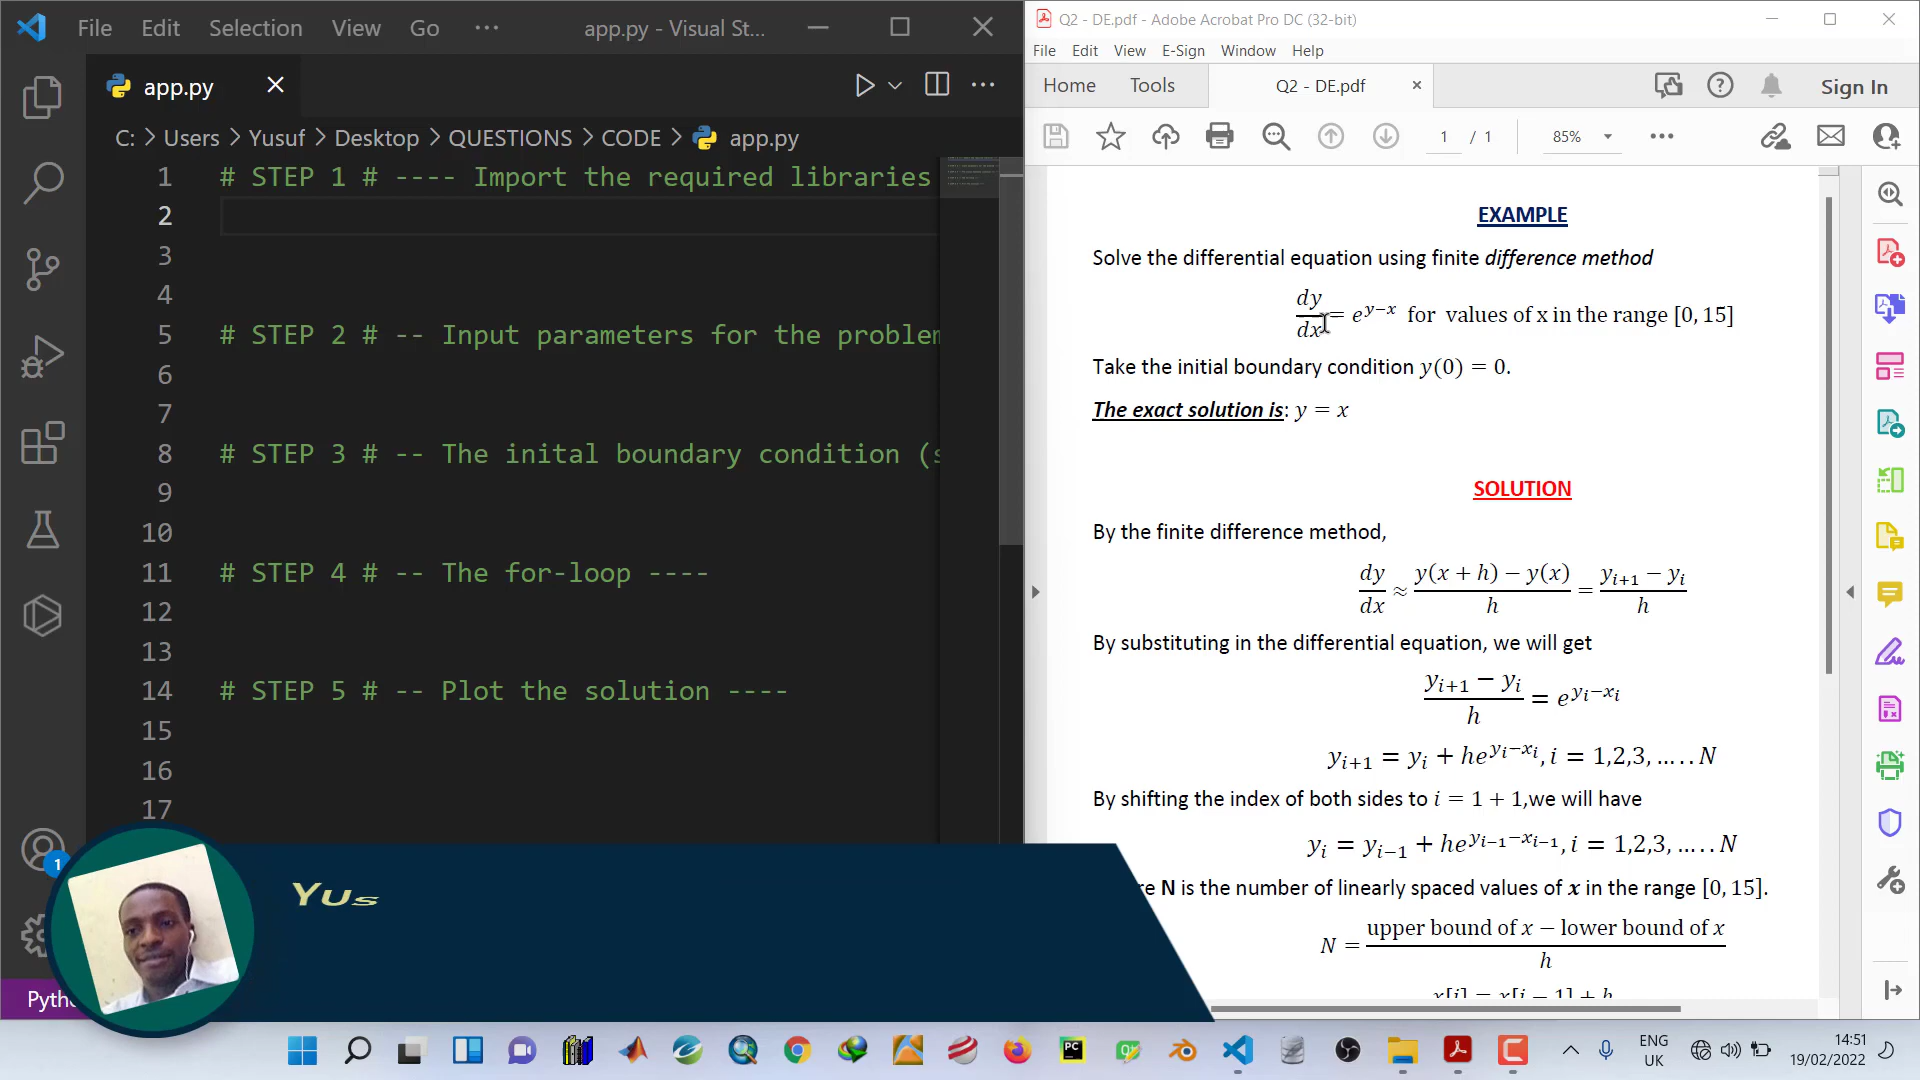 File Edit Selection View Go ··· app.py - Visual St...
app.py
C: > Users > Yusuf > Desktop > QUESTIONS > CODE > app.py
1 # STEP 1 # ---- Import the required libraries
2
3
4
5 # STEP 2 # -- Input parameters for the problem
6
7
8 # STEP 3 # -- The inital boundary condition (s
9
10
11 # STEP 4 # -- The for-loop ----
12
13
14 # STEP 5 # -- Plot the solution ----
15
16
17
1
Pytho
Yus
Q2 - DE.pdf - Adobe Acrobat Pro DC (32-bit)
File Edit View E-Sign Window Help
Home Tools Q2 - DE.pdf × Sign In
1 / 1 85%
EXAMPLE
Solve the differential equation using finite difference method
dy/dx = e^{y−x} for values of x in the range [0, 15]
Take the initial boundary condition y(0) = 0.
The exact solution is: y = x
SOLUTION
By the finite difference method,
dy/dx ≈ (y(x + h) − y(x))/h = (y_{i+1} − y_i)/h
By substituting in the differential equation, we will get
(y_{i+1} − y_i)/h = e^{y_i−x_i}
y_{i+1} = y_i + he^{y_i−x_i}, i = 1,2,3, ..... N
By shifting the index of both sides to i = 1 + 1,we will have
y_i = y_{i−1} + he^{y_{i−1}−x_{i−1}}, i = 1,2,3, ..... N
e N is the number of linearly spaced values of x in the range [0, 15].
N = (upper bound of x − lower bound of x)/h
x[i] = x[i − 1] + h
ENG
UK
14:51
19/02/2022